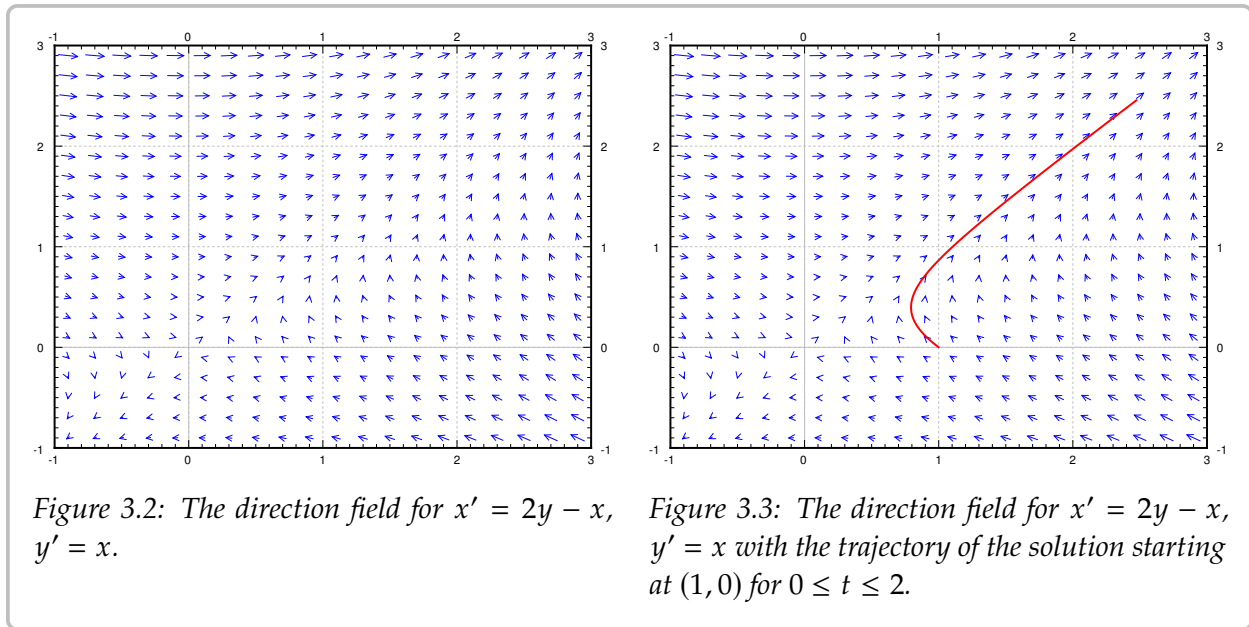 -1 0 1 2 3
3 3
2 2
1 1
0 0
-1 -1
-1 0 1 2 3
-1 0 1 2 3
3 3
2 2
1 1
0 0
-1 -1
-1 0 1 2 3
Figure 3.2: The direction field for x′ = 2y − x,
y′ = x.
Figure 3.3: The direction field for x′ = 2y − x,
y′ = x with the trajectory of the solution starting
at (1, 0) for 0 ≤ t ≤ 2.